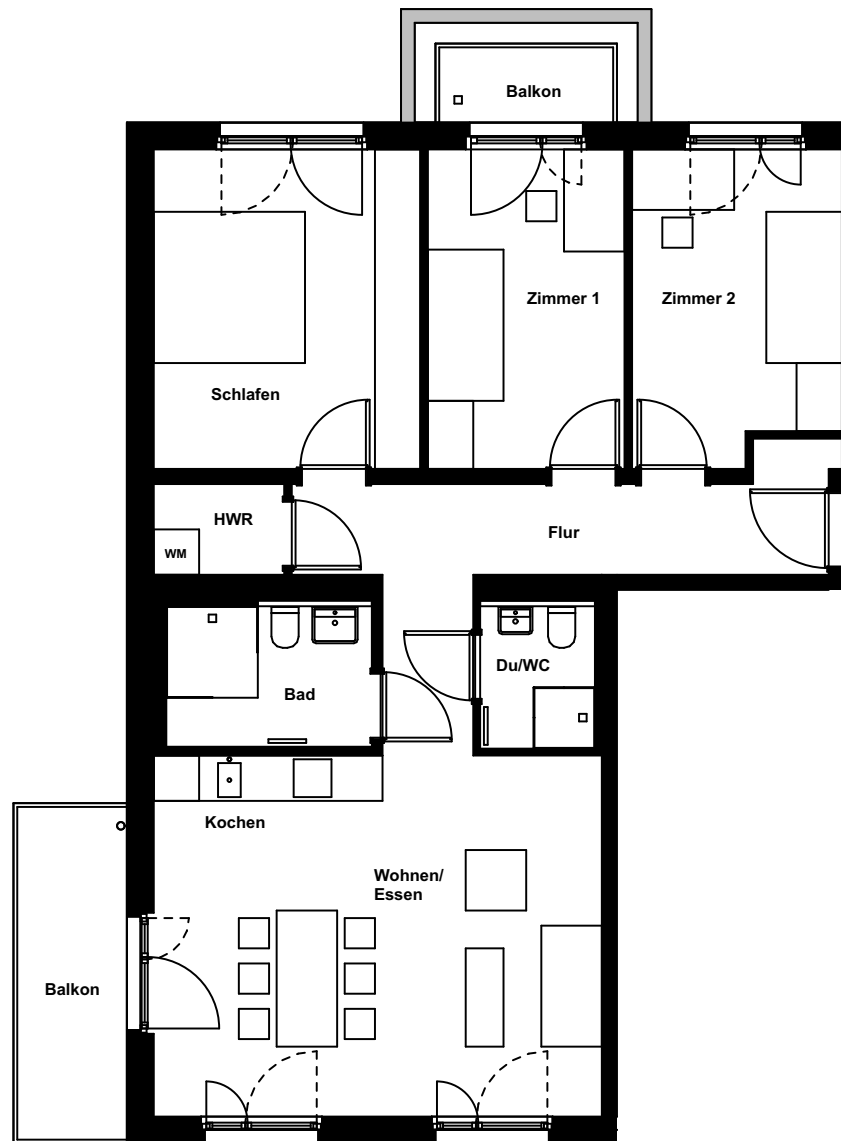 Balkon
Zimmer 1
Zimmer 2
Schlafen
HWR
WM
Flur
Du/WC
Bad
Kochen
Wohnen/
Essen
Balkon